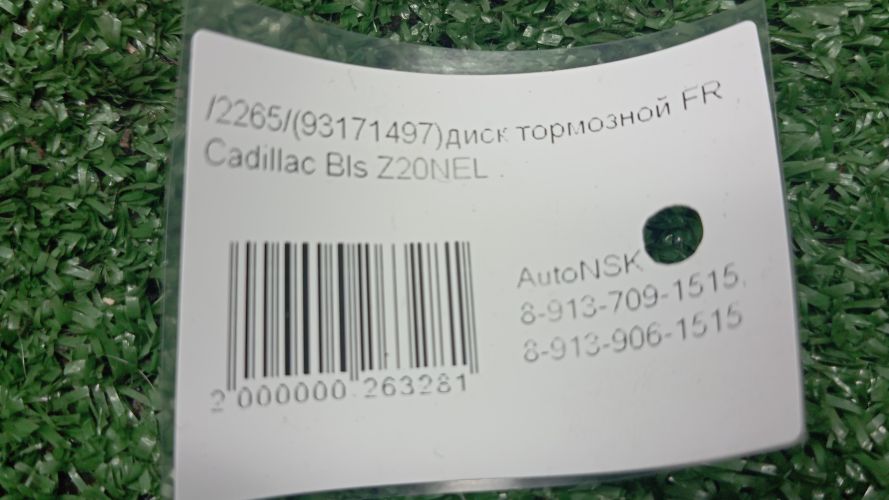 /2265/(93171497)диск тормозной FR
Cadillac Bls Z20NEL .
AutoNSK
8-913-709-1515,
8-913-906-1515
2 000000 263281